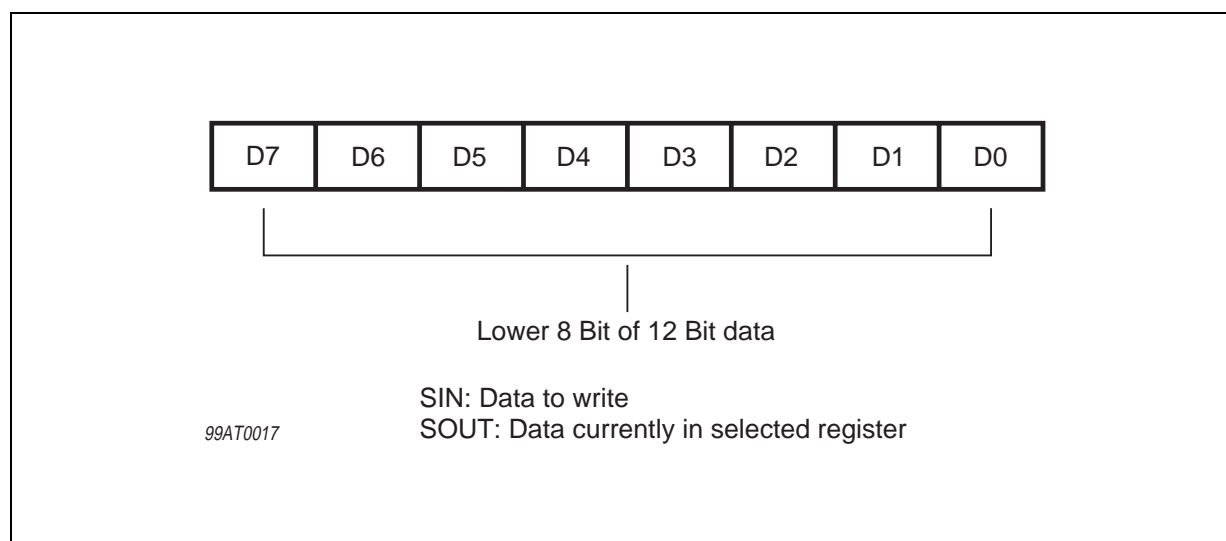 D7 D6 D5 D4 D3 D2 D1 D0
Lower 8 Bit of 12 Bit data
SIN: Data to write
SOUT: Data currently in selected register
99AT0017